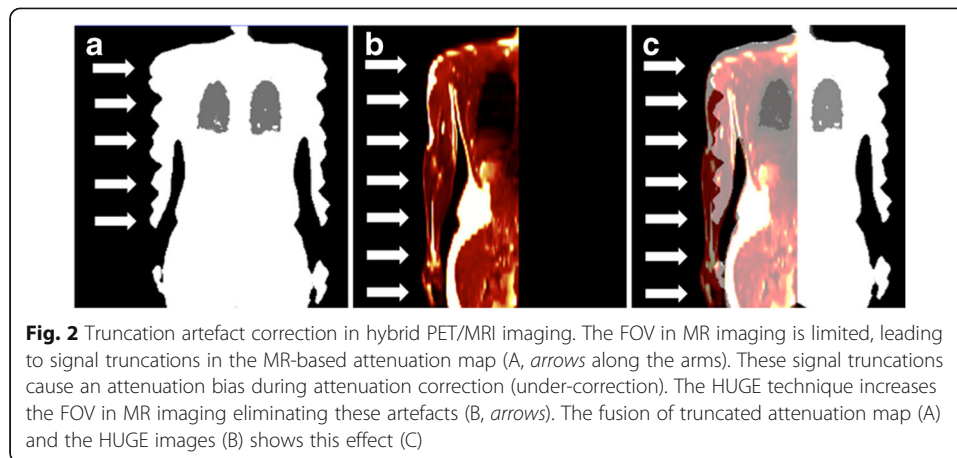 a b c
Fig. 2 Truncation artefact correction in hybrid PET/MRI imaging. The FOV in MR imaging is limited, leading
to signal truncations in the MR-based attenuation map (A, arrows along the arms). These signal truncations
cause an attenuation bias during attenuation correction (under-correction). The HUGE technique increases
the FOV in MR imaging eliminating these artefacts (B, arrows). The fusion of truncated attenuation map (A)
and the HUGE images (B) shows this effect (C)